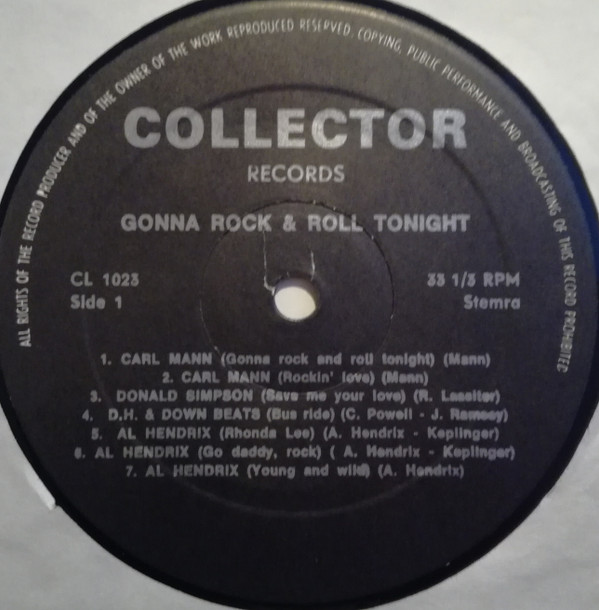 ALL RIGHTS OF THE RECORD PRODUCER AND OF THE OWNER OF THE WORK REPRODUCED RESERVED. COPYING, PUBLIC PERFORMANCE AND BROADCASTING OF THIS RECORD PROHIBITED
COLLECTOR
RECORDS
GONNA ROCK & ROLL TONIGHT
CL 1023 33 1/3 RPM
Side 1 Stemra
1. CARL MANN (Gonna rock and roll tonight) (Mann)
2. CARL MANN (Rockin' love) (Mann)
3. DONALD SIMPSON (Save me your love) (R. Lassiter)
4. D.H. & DOWN BEATS (Bus ride) (C. Powell - J. Ramsey)
5. AL HENDRIX (Rhonda Lee) (A. Hendrix - Keplinger)
6. AL HENDRIX (Go daddy, rock) ( A. Hendrix - Keplinger)
7. AL HENDRIX (Young and wild) (A. Hendrix)